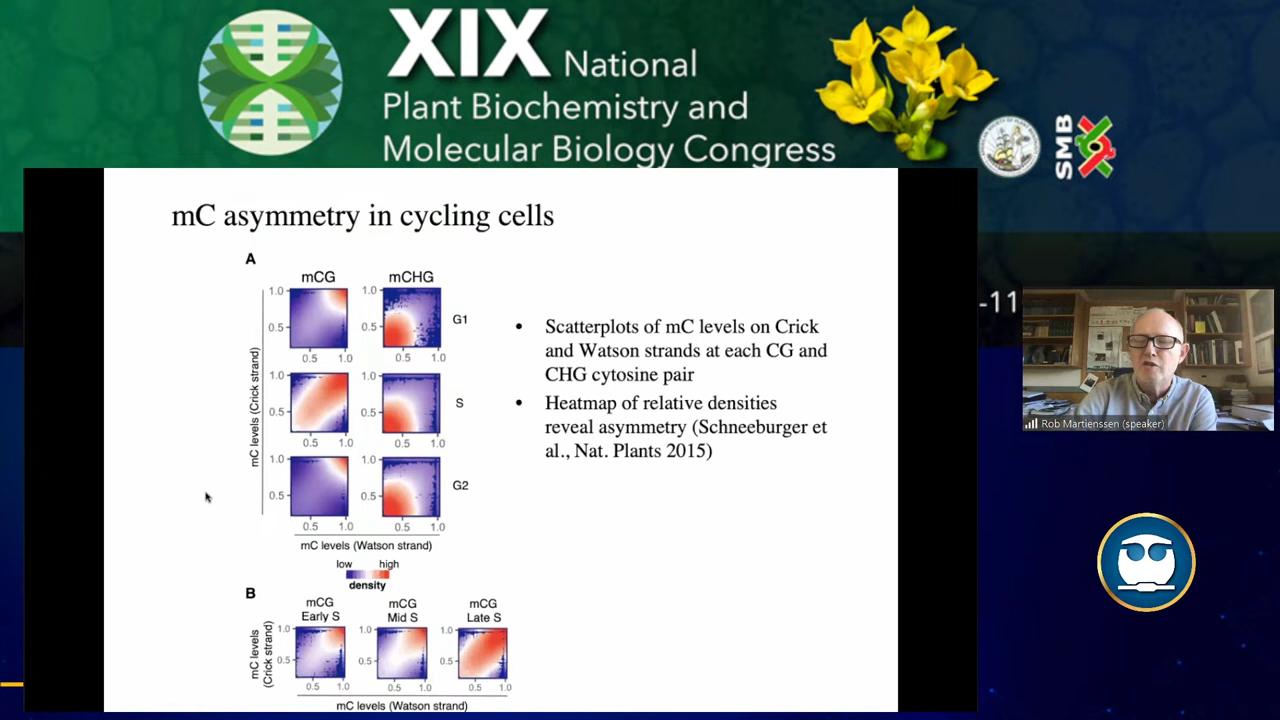 XIX National
Plant Biochemistry and
Molecular Biology Congress
SMB
-11
mC asymmetry in cycling cells
A
mCG
mCHG
1.0
0.5
0.5
1.0
1.0
0.5
0.5
1.0
G1
1.0
0.5
0.5
1.0
1.0
0.5
0.5
1.0
S
1.0
0.5
0.5
1.0
1.0
0.5
0.5
1.0
G2
mC levels (Crick strand)
mC levels (Watson strand)
low
high
density
• Scatterplots of mC levels on Crick
and Watson strands at each CG and
CHG cytosine pair
• Heatmap of relative densities
reveal asymmetry (Schneeburger et
al., Nat. Plants 2015)
B
mCG
Early S
mCG
Mid S
mCG
Late S
mC levels
(Crick strand)
1.0
0.5
0.5
1.0
1.0
0.5
0.5
1.0
1.0
0.5
0.5
1.0
mC levels (Watson strand)
Rob Martienssen (speaker)